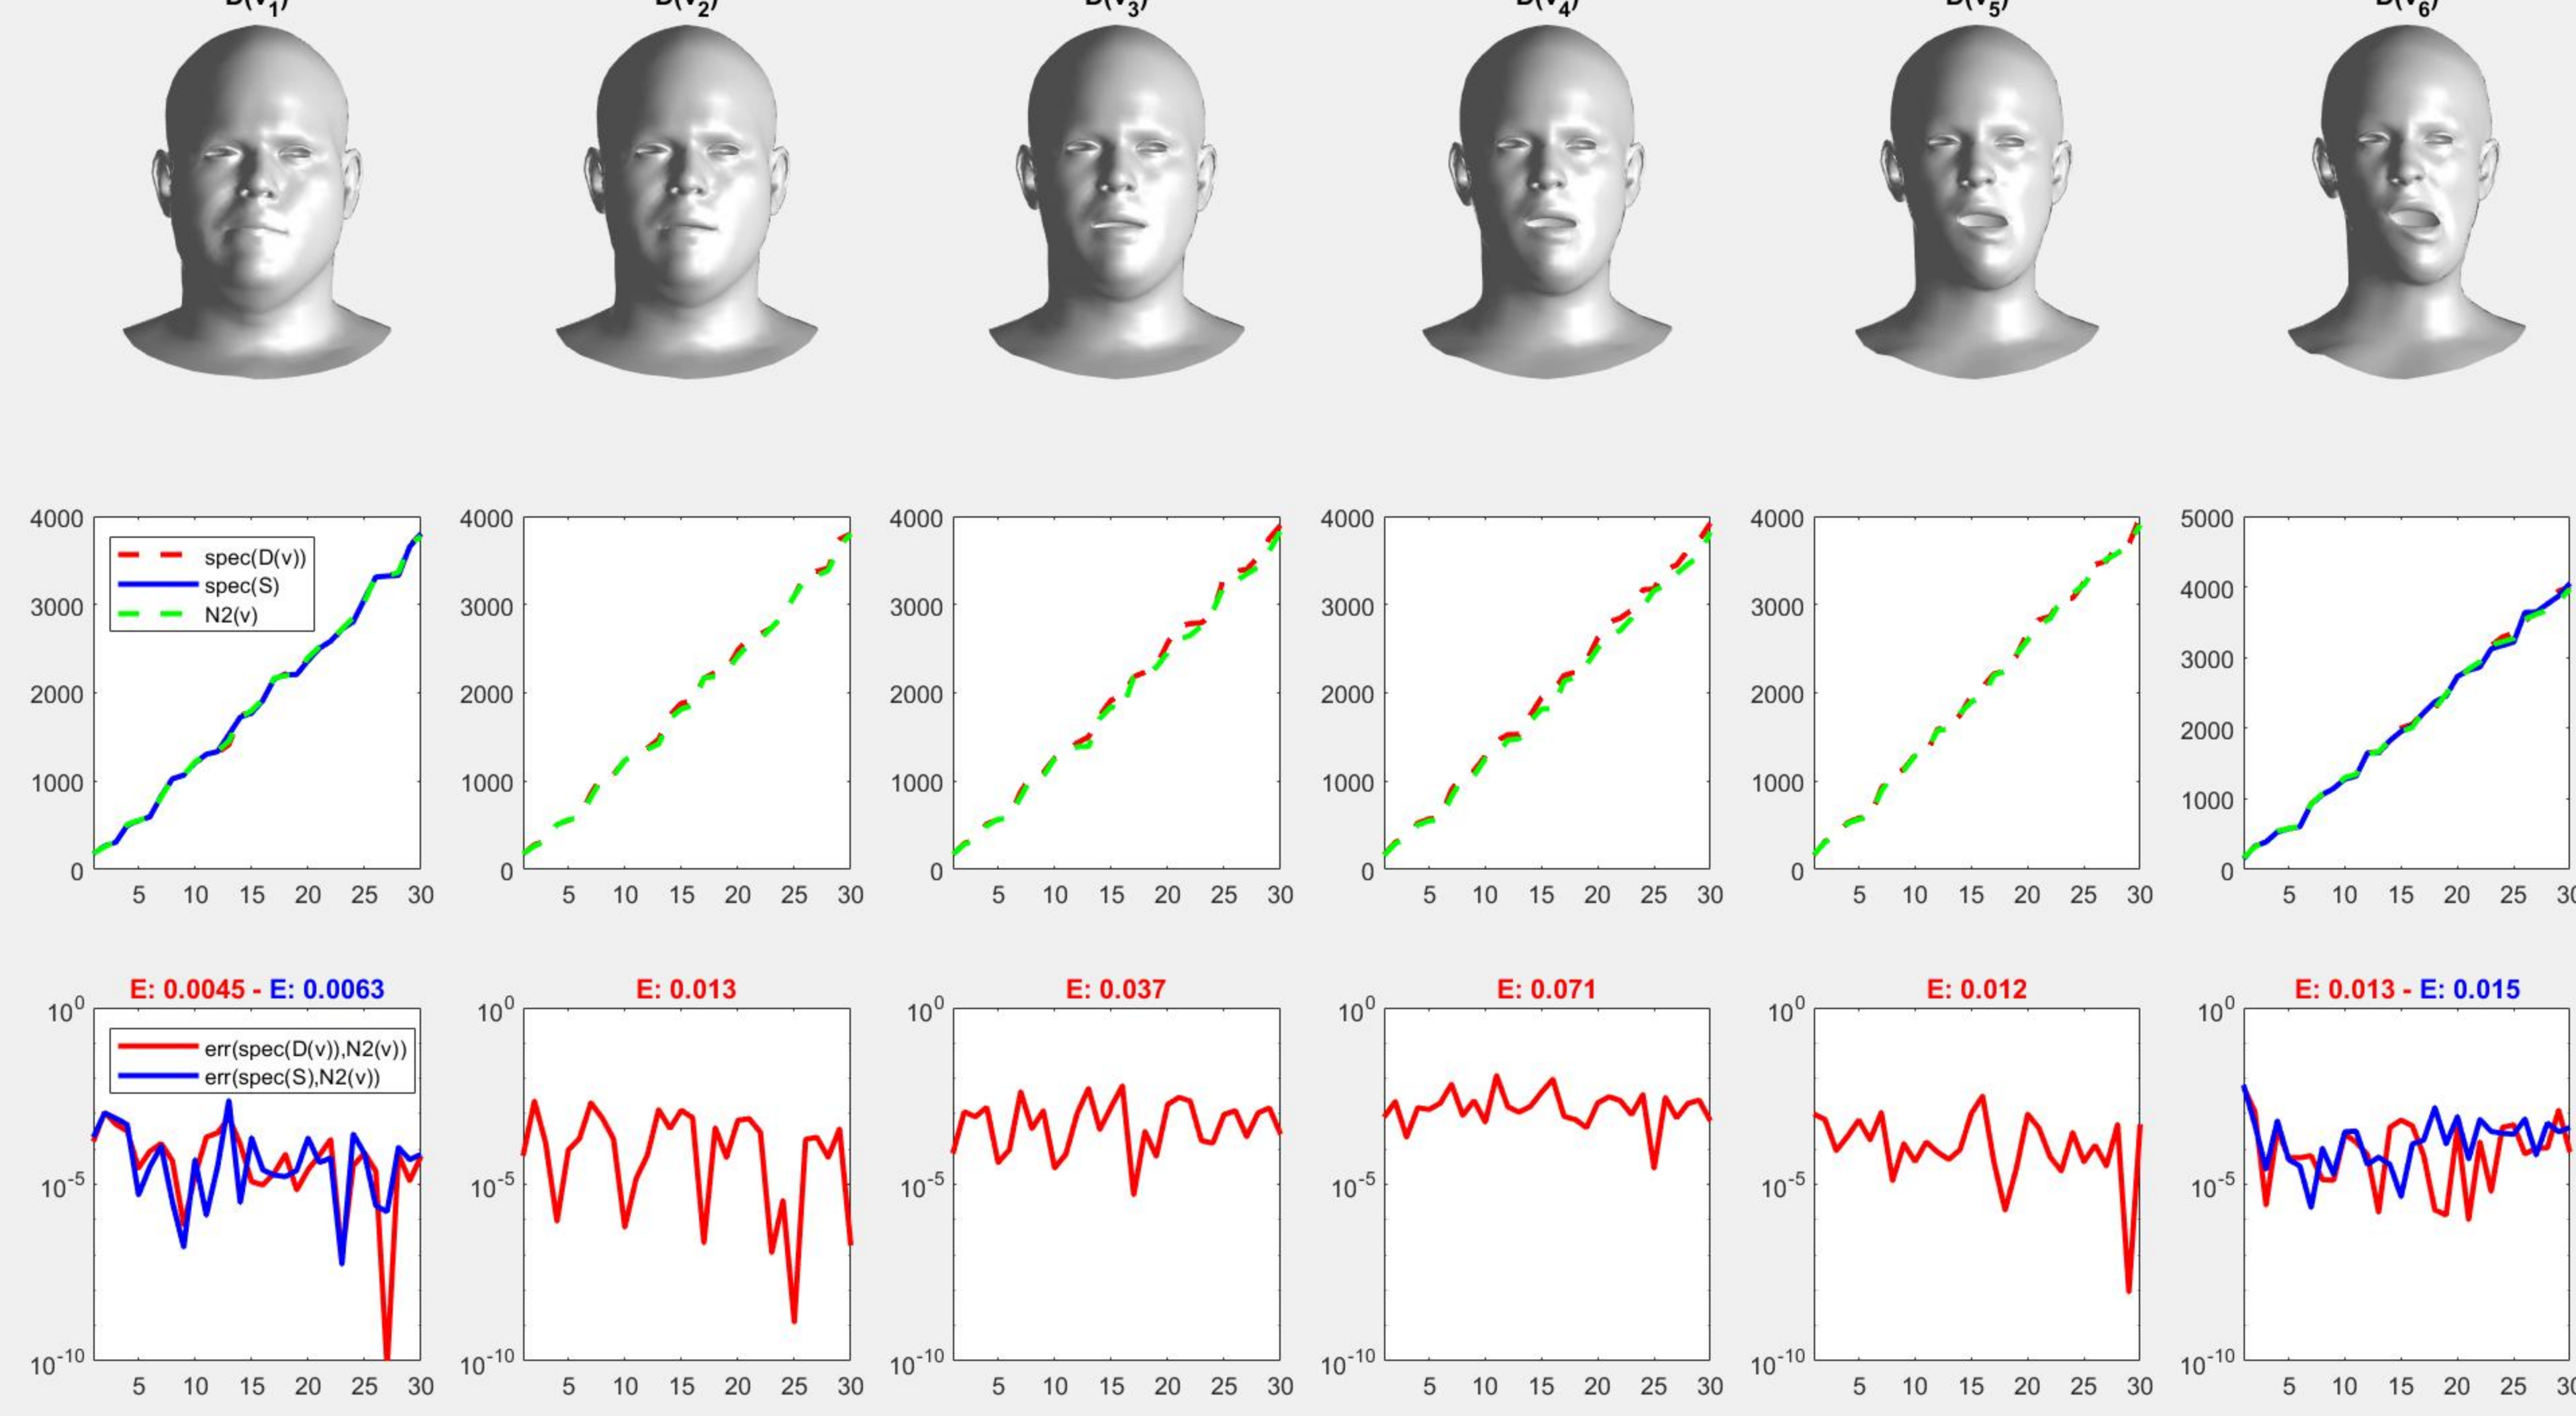 D(v1) D(v2) D(v3) D(v4) D(v5) D(v6)
4000 3000 2000 1000 0
spec(D(v))
spec(S)
N2(v)
5 10 15 20 25 30
4000 3000 2000 1000 0
5 10 15 20 25 30
4000 3000 2000 1000 0
5 10 15 20 25 30
4000 3000 2000 1000 0
5 10 15 20 25 30
4000 3000 2000 1000 0
5 10 15 20 25 30
5000 4000 3000 2000 1000 0
5 10 15 20 25 30
E: 0.0045 - E: 0.0063
10^0 10^-5 10^-10
err(spec(D(v)),N2(v))
err(spec(S),N2(v))
5 10 15 20 25 30
E: 0.013
10^0 10^-5 10^-10
5 10 15 20 25 30
E: 0.037
10^0 10^-5 10^-10
5 10 15 20 25 30
E: 0.071
10^0 10^-5 10^-10
5 10 15 20 25 30
E: 0.012
10^0 10^-5 10^-10
5 10 15 20 25 30
E: 0.013 - E: 0.015
10^0 10^-5 10^-10
5 10 15 20 25 30